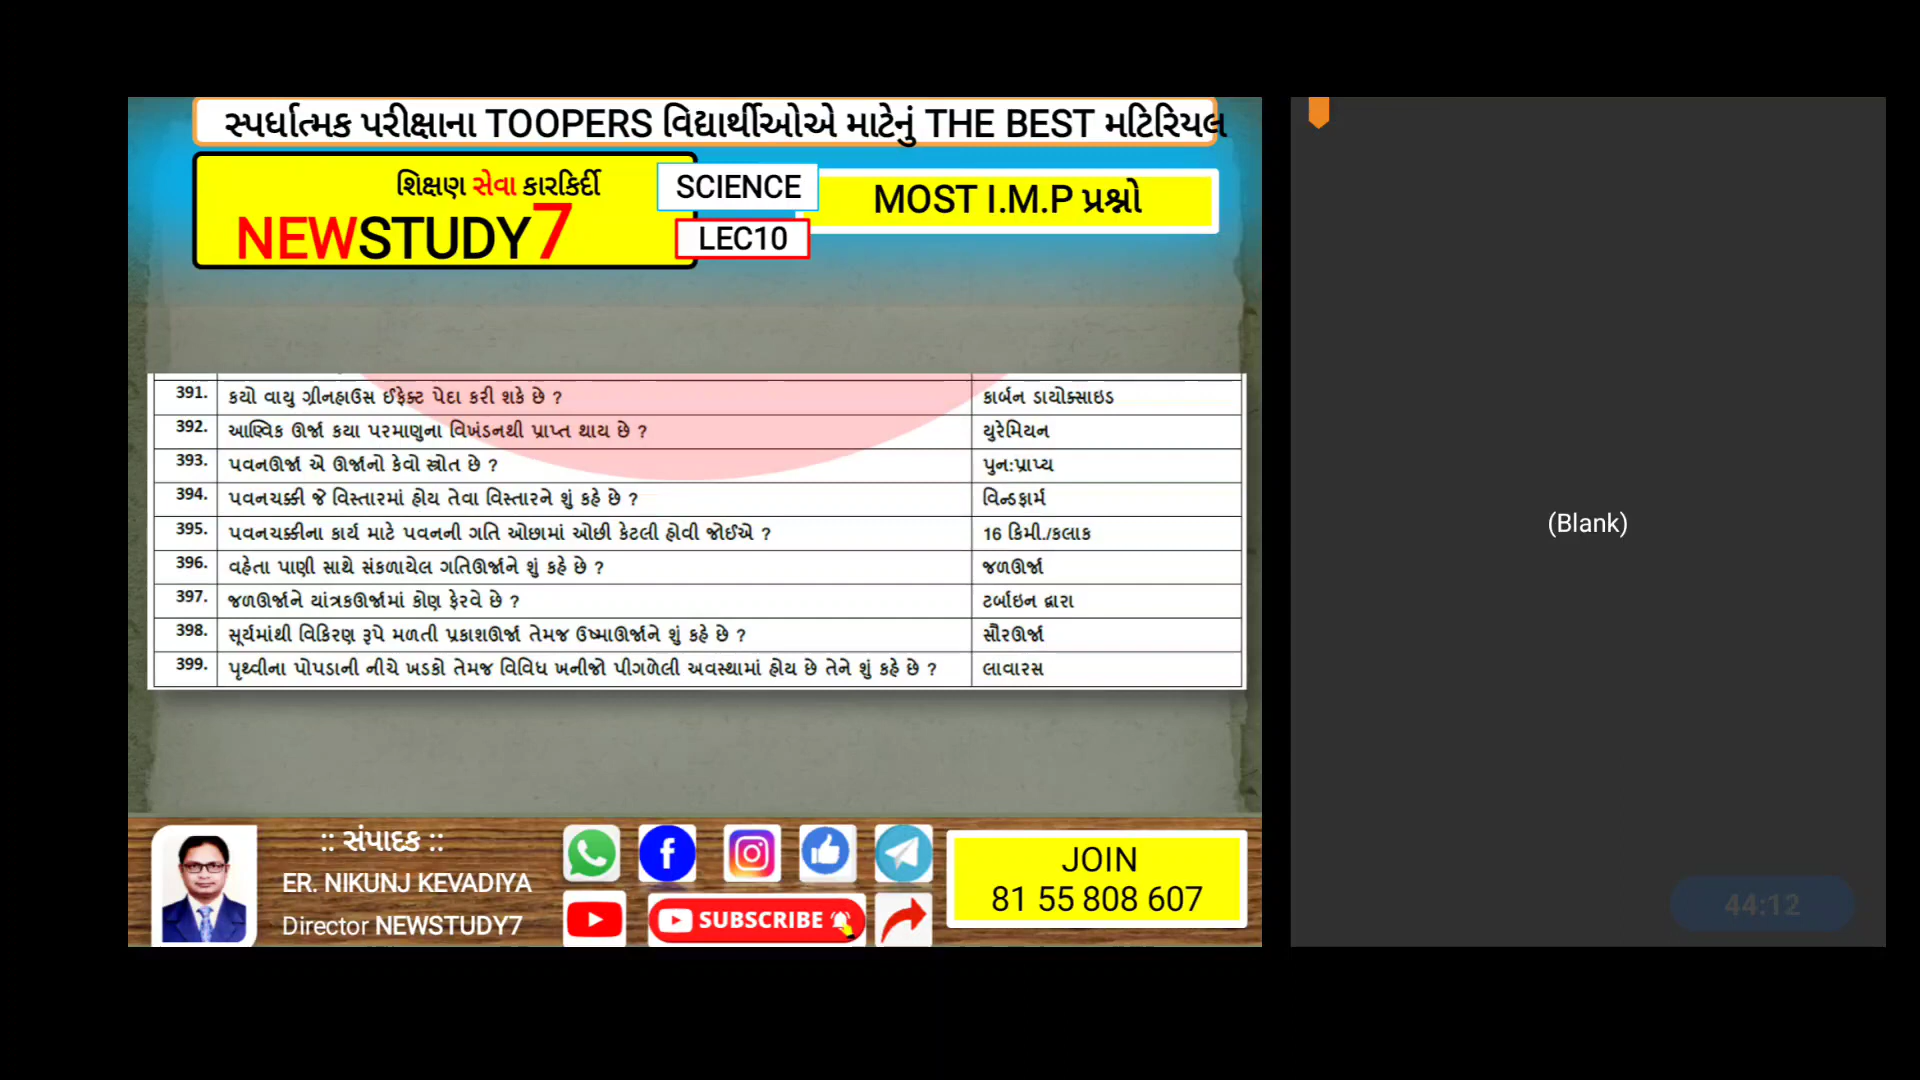 સ્પર્ધાત્મક પરીક્ષાના TOOPERS વિદ્યાર્થીઓએ માટેનું THE BEST મટિરિયલ
શિક્ષણ સેવા કારકિર્દી
NEWSTUDY7
SCIENCE
LEC10
MOST I.M.P પ્રશ્નો
391. કયો વાયુ ગ્રીનહાઉસ ઈફેક્ટ પેદા કરી શકે છે ? કાર્બન ડાયોક્સાઇડ
392. આણ્વિક ઊર્જા કયા પરમાણુના વિખંડનથી પ્રાપ્ત થાય છે ? યુરેમિયન
393. પવનઊર્જા એ ઊર્જાનો કેવો સ્ત્રોત છે ? પુન:પ્રાપ્ય
394. પવનચક્કી જે વિસ્તારમાં હોય તેવા વિસ્તારને શું કહે છે ? વિન્ડફાર્મ
395. પવનચક્કીના કાર્ય માટે પવનની ગતિ ઓછામાં ઓછી કેટલી હોવી જોઈએ ? 16 કિમી./કલાક
396. વહેતા પાણી સાથે સંકળાયેલ ગતિઊર્જાને શું કહે છે ? જળઊર્જા
397. જળઊર્જાને યાંત્રકઊર્જામાં કોણ ફેરવે છે ? ટર્બાઇન દ્વારા
398. સૂર્યમાંથી વિકિરણ રૂપે મળતી પ્રકાશઊર્જા તેમજ ઉષ્માઊર્જાને શું કહે છે ? સૌરઊર્જા
399. પૃથ્વીના પોપડાની નીચે ખડકો તેમજ વિવિધ ખનીજો પીગળેલી અવસ્થામાં હોય છે તેને શું કહે છે ? લાવારસ
:: સંપાદક ::
ER. NIKUNJ KEVADIYA
Director NEWSTUDY7
SUBSCRIBE
JOIN
81 55 808 607
(Blank)
44:12